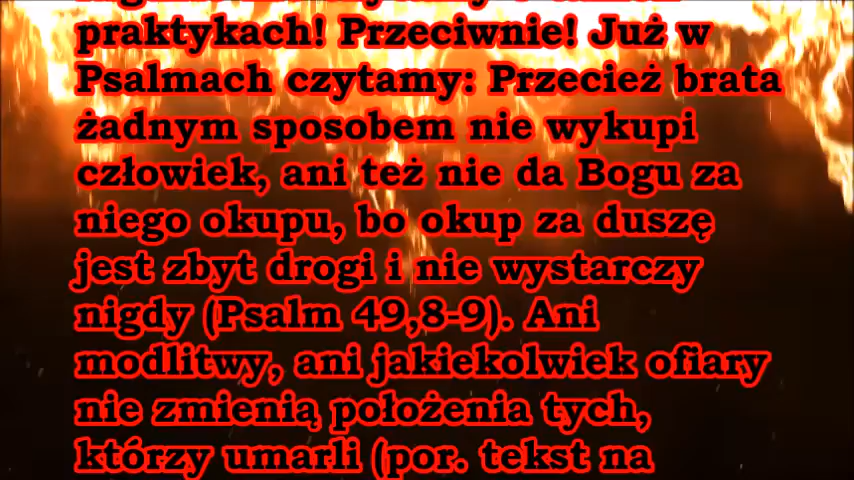 praktykach! Przeciwnie! Już w
Psalmach czytamy: Przecież brata
żadnym sposobem nie wykupi
człowiek, ani też nie da Bogu za
niego okupu, bo okup za duszę
jest zbyt drogi i nie wystarczy
nigdy (Psalm 49,8-9). Ani
modlitwy, ani jakiekolwiek ofiary
nie zmienią położenia tych,
którzy umarli (por. tekst na